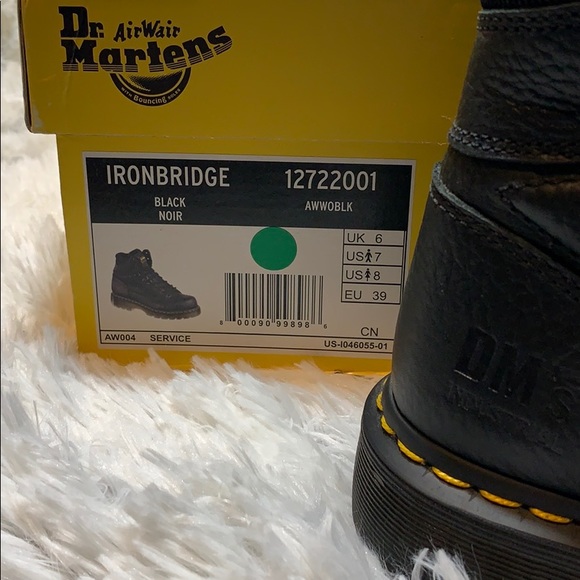 Dr. AirWair
Martens
WITH Bouncing SOLES
IRONBRIDGE 12722001
BLACK AWWOBLK
NOIR
UK 6
US 7
US 8
EU 39
8 00090 99898 6
CN
AW004 SERVICE US-I046055-01
DM